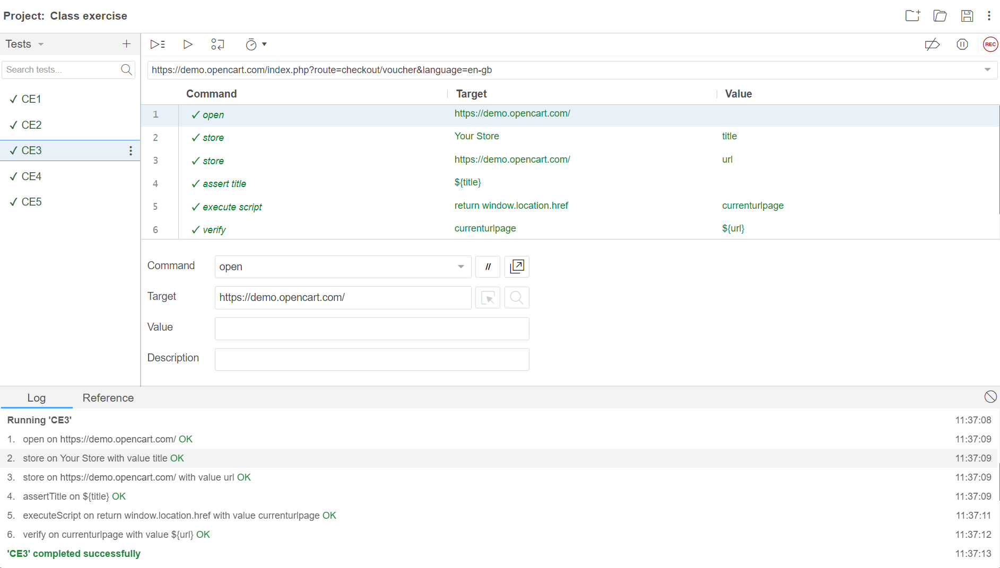 Project: Class exercise
Tests
Search tests...
CE1
CE2
CE3
CE4
CE5
REC
https://demo.opencart.com/index.php?route=checkout/voucher&language=en-gb
Command Target Value
1 open https://demo.opencart.com/
2 store Your Store title
3 store https://demo.opencart.com/ url
4 assert title ${title}
5 execute script return window.location.href currenturlpage
6 verify currenturlpage ${url}
Command open //
Target https://demo.opencart.com/
Value
Description
Log Reference
Running 'CE3' 11:37:08
1. open on https://demo.opencart.com/ OK 11:37:09
2. store on Your Store with value title OK 11:37:09
3. store on https://demo.opencart.com/ with value url OK 11:37:09
4. assertTitle on ${title} OK 11:37:09
5. executeScript on return window.location.href with value currenturlpage OK 11:37:11
6. verify on currenturlpage with value ${url} OK 11:37:12
'CE3' completed successfully 11:37:13